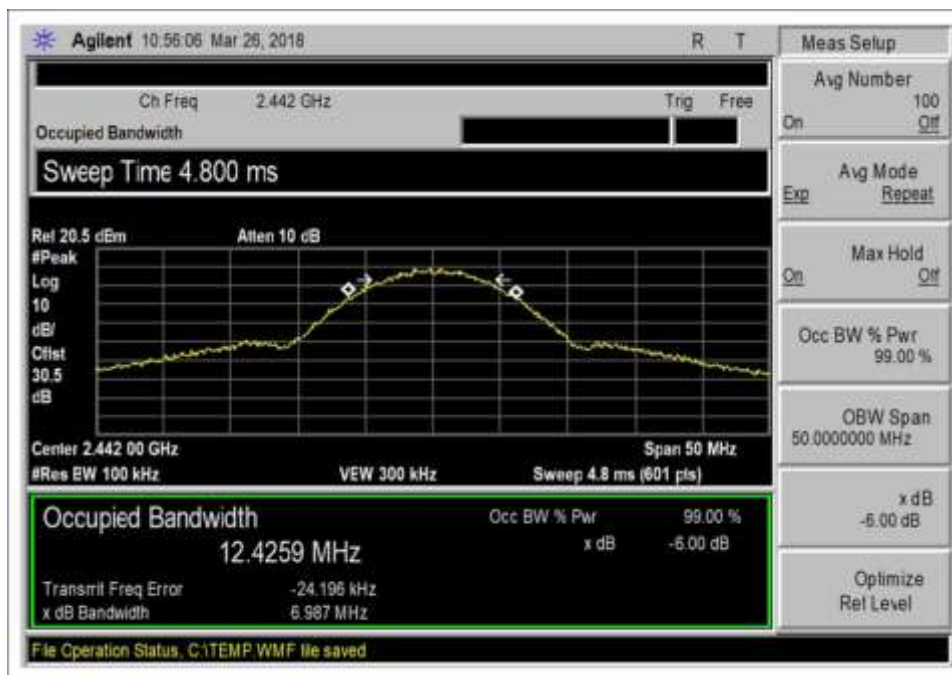 Agilent 10:56:06 Mar 26, 2018 R T
Meas Setup
Ch Freq 2.442 GHz Trig Free
Occupied Bandwidth
Sweep Time 4.800 ms
Ref 20.5 dBm Atten 10 dB
#Peak
Log
10
dB/
Offst
30.5
dB
Center 2.442 00 GHz Span 50 MHz
#Res BW 100 kHz VBW 300 kHz Sweep 4.8 ms (601 pts)
Occupied Bandwidth Occ BW % Pwr 99.00 %
12.4259 MHz x dB -6.00 dB
Transmit Freq Error -24.196 kHz
x dB Bandwidth 6.987 MHz
File Operation Status, C:\TEMP.WMF file saved
Avg Number
100
On Off
Avg Mode
Exp Repeat
Max Hold
On Off
Occ BW % Pwr
99.00 %
OBW Span
50.0000000 MHz
x dB
-6.00 dB
Optimize
Ref Level